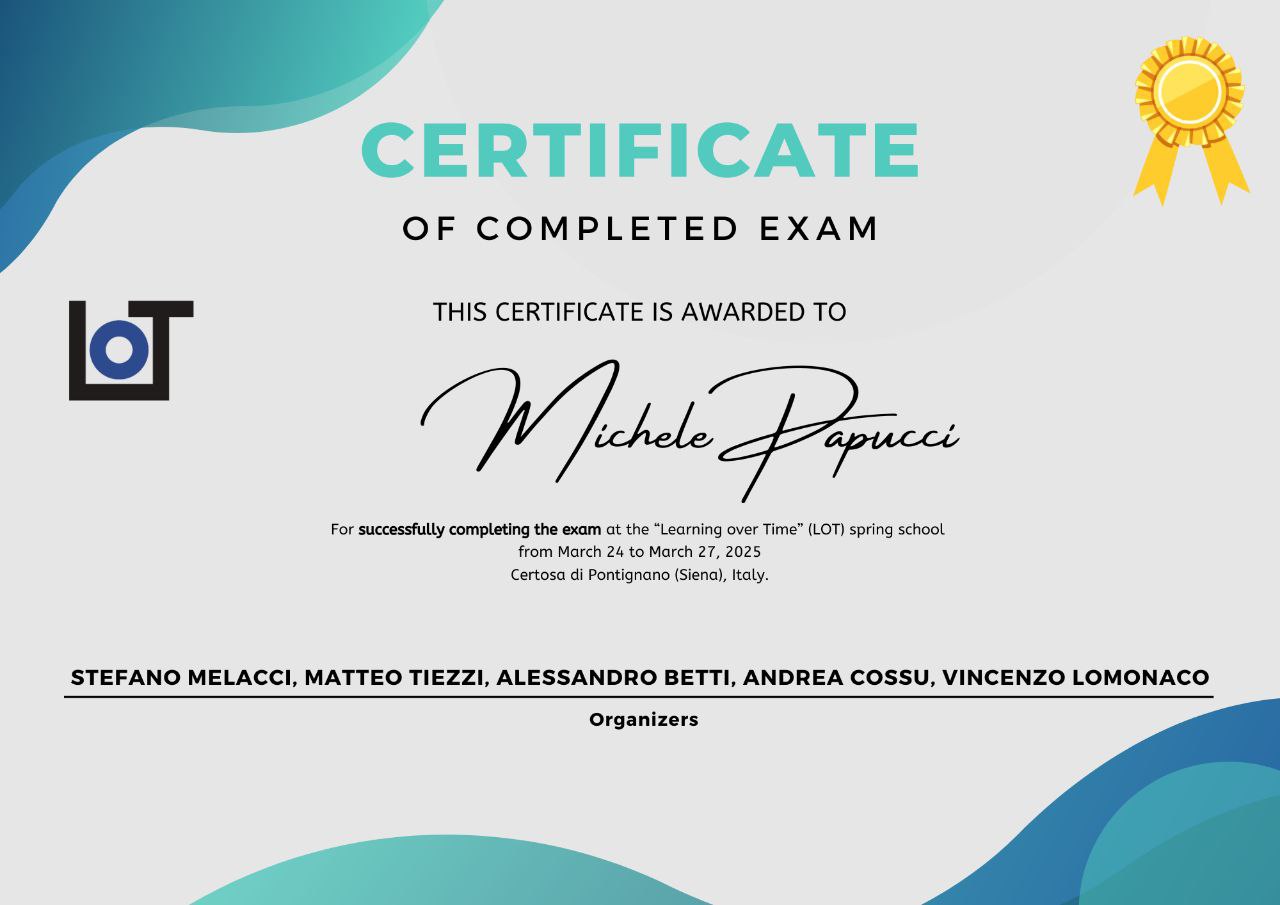 CERTIFICATE
OF COMPLETED EXAM
THIS CERTIFICATE IS AWARDED TO
LOT
Michele Papucci
For successfully completing the exam at the “Learning over Time” (LOT) spring school
from March 24 to March 27, 2025
Certosa di Pontignano (Siena), Italy.
STEFANO MELACCI, MATTEO TIEZZI, ALESSANDRO BETTI, ANDREA COSSU, VINCENZO LOMONACO
Organizers